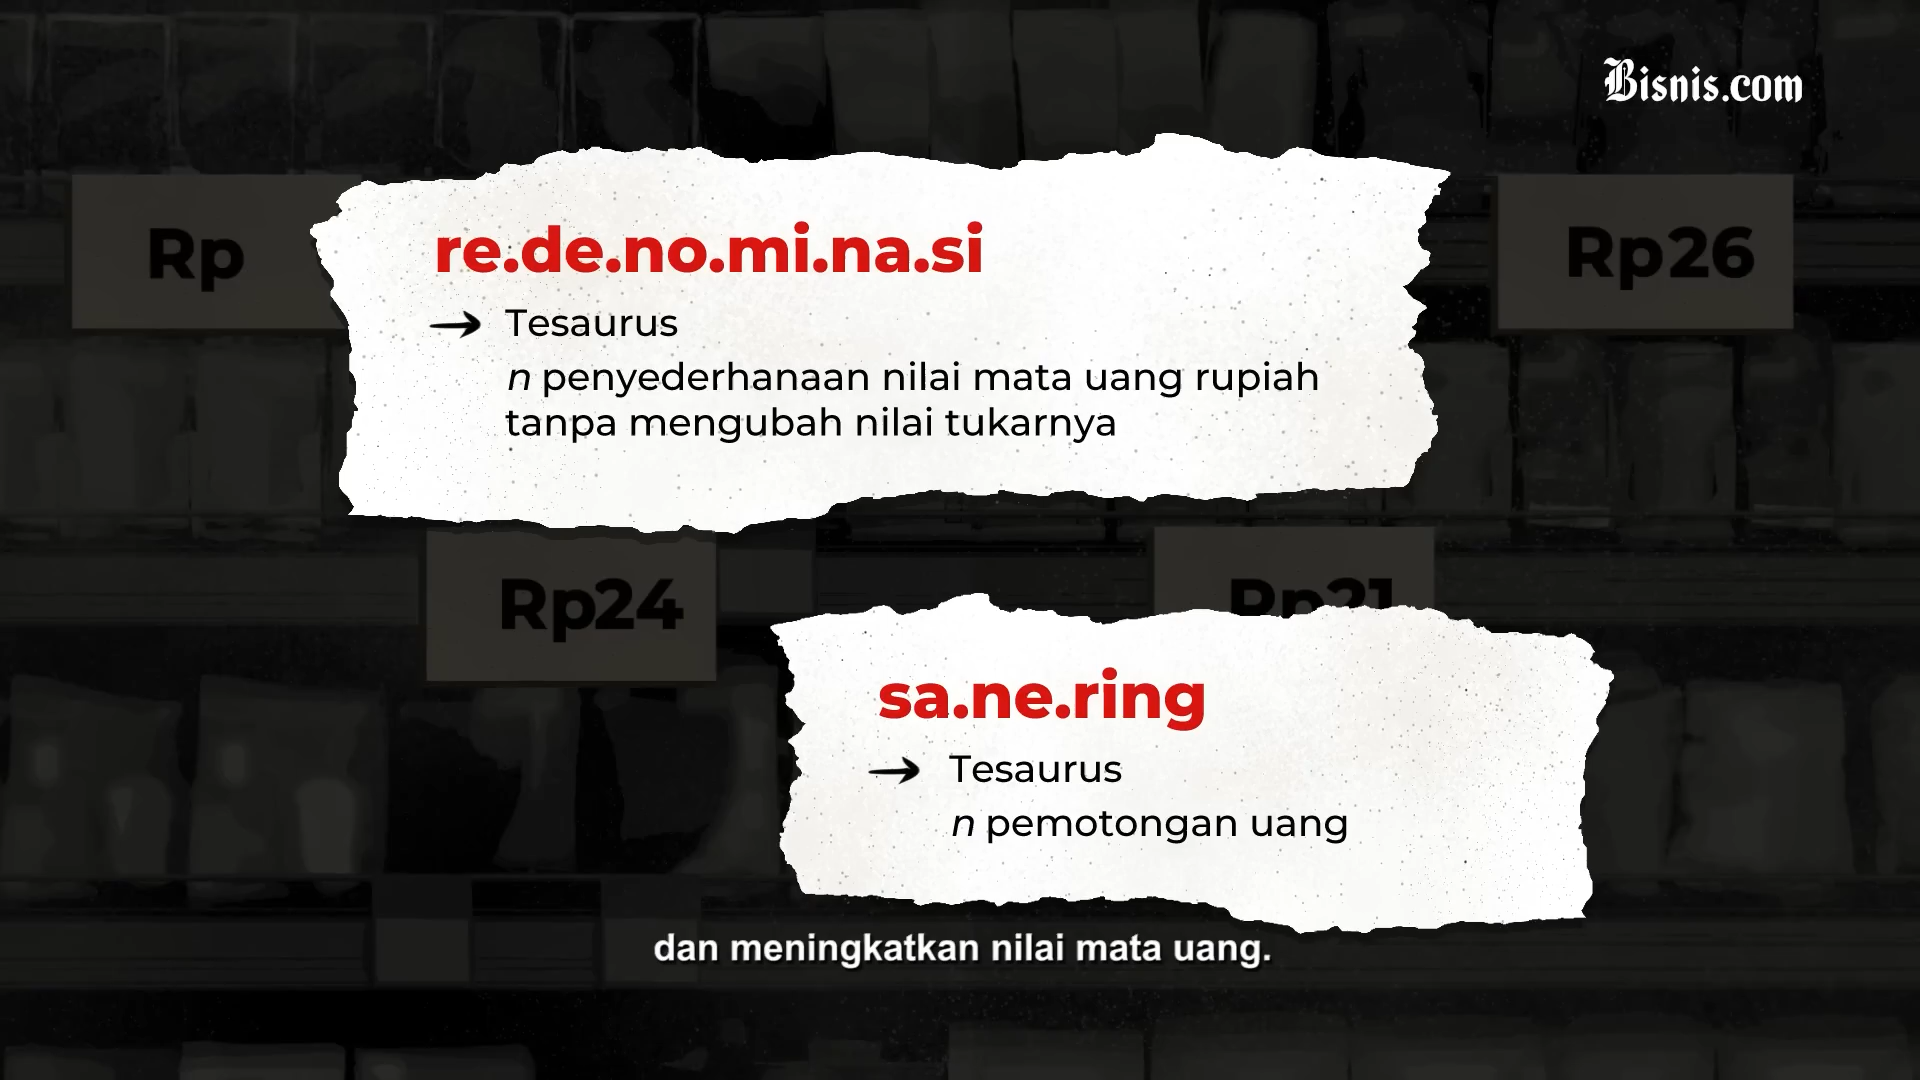 Bisnis.com
Rp
Rp26
re.de.no.mi.na.si
→ Tesaurus
n penyederhanaan nilai mata uang rupiah
tanpa mengubah nilai tukarnya
Rp24
Rp21
sa.ne.ring
→ Tesaurus
n pemotongan uang
dan meningkatkan nilai mata uang.